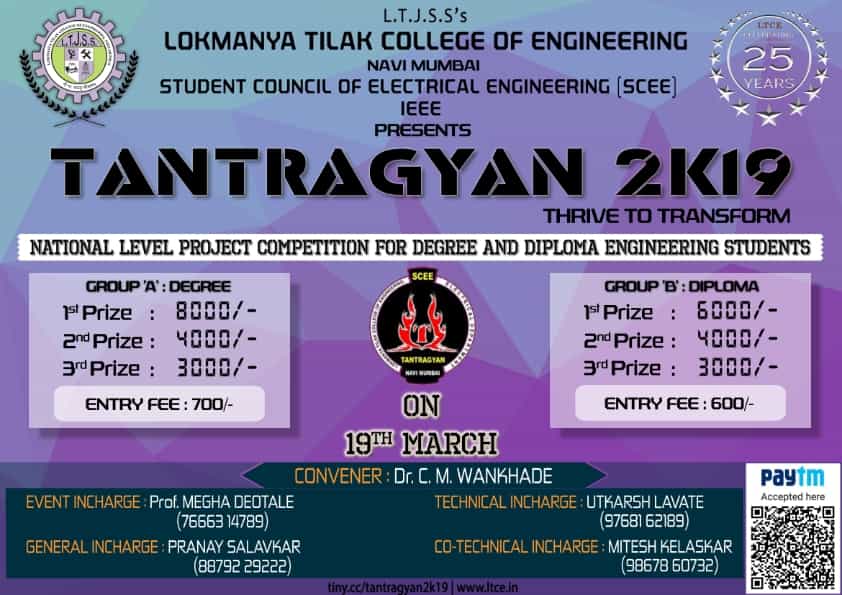 L.T.J.S.S's
LOKMANYA TILAK COLLEGE OF ENGINEERING
NAVI MUMBAI
STUDENT COUNCIL OF ELECTRICAL ENGINEERING (SCEE)
IEEE
PRESENTS
L.T.J.S.S.
LTCE
CELEBRATING
25
YEARS
TANTRAGYAN 2K19
THRIVE TO TRANSFORM
NATIONAL LEVEL PROJECT COMPETITION FOR DEGREE AND DIPLOMA ENGINEERING STUDENTS
GROUP 'A' : DEGREE
1st Prize : 8000/-
2nd Prize : 4000/-
3rd Prize : 3000/-
ENTRY FEE : 700/-
SCEE
TANTRAGYAN
NAVI MUMBAI
ON
19TH MARCH
GROUP 'B' : DIPLOMA
1st Prize : 6000/-
2nd Prize : 4000/-
3rd Prize : 3000/-
ENTRY FEE : 600/-
CONVENER : Dr. C. M. WANKHADE
EVENT INCHARGE : Prof. MEGHA DEOTALE
(76663 14789)
GENERAL INCHARGE : PRANAY SALAVKAR
(88792 29222)
TECHNICAL INCHARGE : UTKARSH LAVATE
(97681 62189)
CO-TECHNICAL INCHARGE : MITESH KELASKAR
(98678 60732)
paytm
Accepted here
tiny.cc/tantragyan2k19 | www.ltce.in